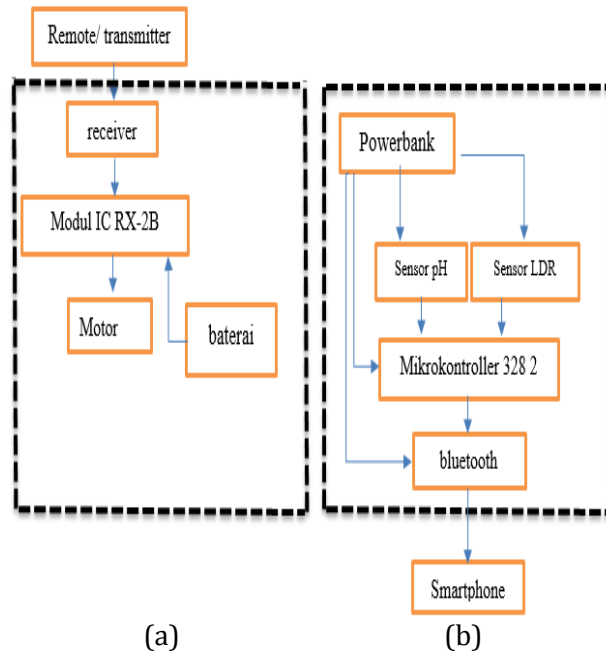 Remote/ transmitter
receiver
Modul IC RX-2B
Motor
baterai
(a)
Powerbank
Sensor pH
Sensor LDR
Mikrokontroller 328 2
bluetooth
Smartphone
(b)